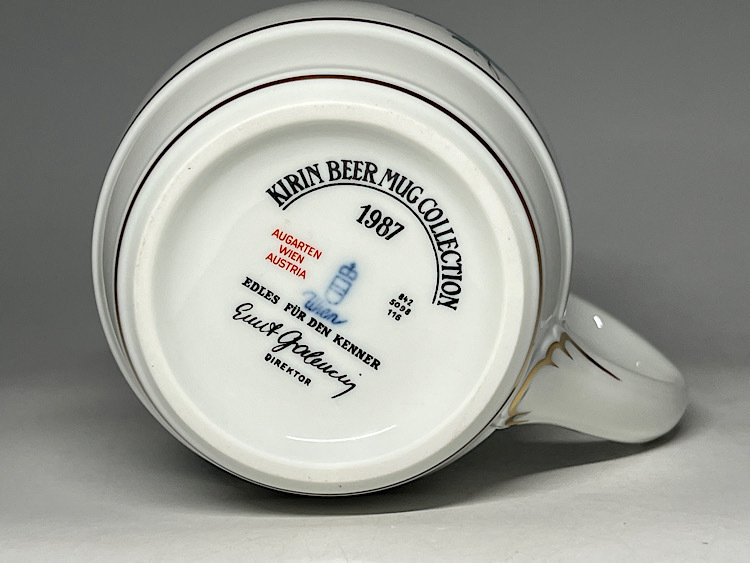 KIRIN BEER MUG COLLECTION
1987
AUGARTEN
WIEN
AUSTRIA
Wien
842
5098
116
EDLES FÜR DEN KENNER
DIREKTOR